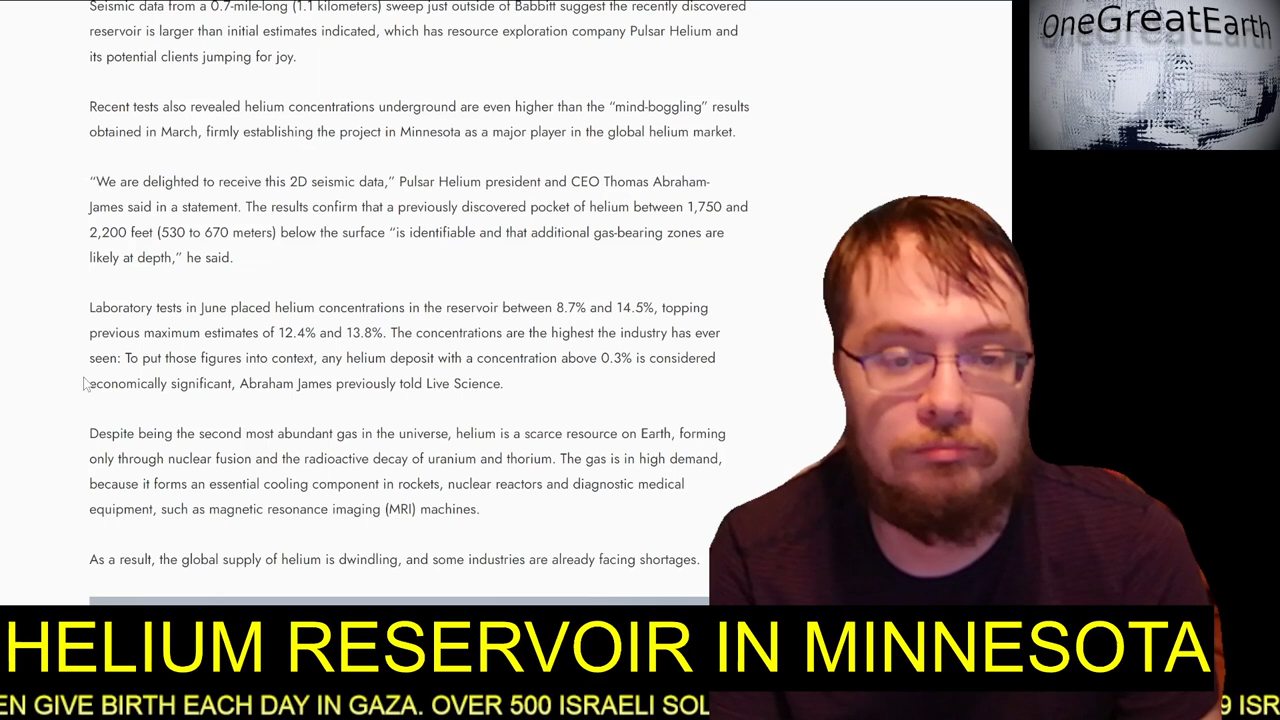 Seismic data from a 0.7-mile-long (1.1 kilometers) sweep just outside of Babbitt suggest the recently discovered
reservoir is larger than initial estimates indicated, which has resource exploration company Pulsar Helium and
its potential clients jumping for joy.
Recent tests also revealed helium concentrations underground are even higher than the “mind-boggling” results
obtained in March, firmly establishing the project in Minnesota as a major player in the global helium market.
“We are delighted to receive this 2D seismic data,” Pulsar Helium president and CEO Thomas Abraham-
James said in a statement. The results confirm that a previously discovered pocket of helium between 1,750 and
2,200 feet (530 to 670 meters) below the surface “is identifiable and that additional gas-bearing zones are
likely at depth,” he said.
Laboratory tests in June placed helium concentrations in the reservoir between 8.7% and 14.5%, topping
previous maximum estimates of 12.4% and 13.8%. The concentrations are the highest the industry has ever
seen: To put those figures into context, any helium deposit with a concentration above 0.3% is considered
economically significant, Abraham James previously told Live Science.
Despite being the second most abundant gas in the universe, helium is a scarce resource on Earth, forming
only through nuclear fusion and the radioactive decay of uranium and thorium. The gas is in high demand,
because it forms an essential cooling component in rockets, nuclear reactors and diagnostic medical
equipment, such as magnetic resonance imaging (MRI) machines.
As a result, the global supply of helium is dwindling, and some industries are already facing shortages.
OneGreatEarth
HELIUM RESERVOIR IN MINNESOTA
EN GIVE BIRTH EACH DAY IN GAZA. OVER 500 ISRAELI SOL 9 ISR